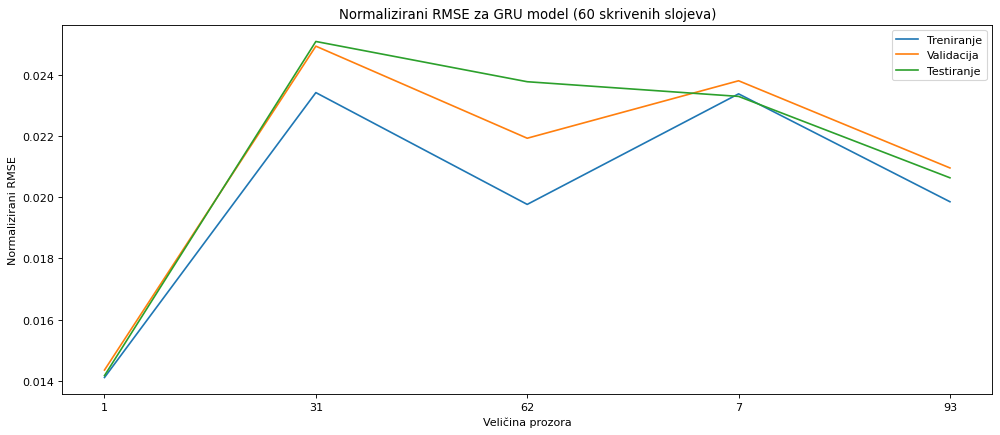 Normalizirani RMSE za GRU model (60 skrivenih slojeva)
Treniranje
Validacija
Testiranje
Normalizirani RMSE
0.024
0.022
0.020
0.018
0.016
0.014
1 31 62 7 93
Veličina prozora